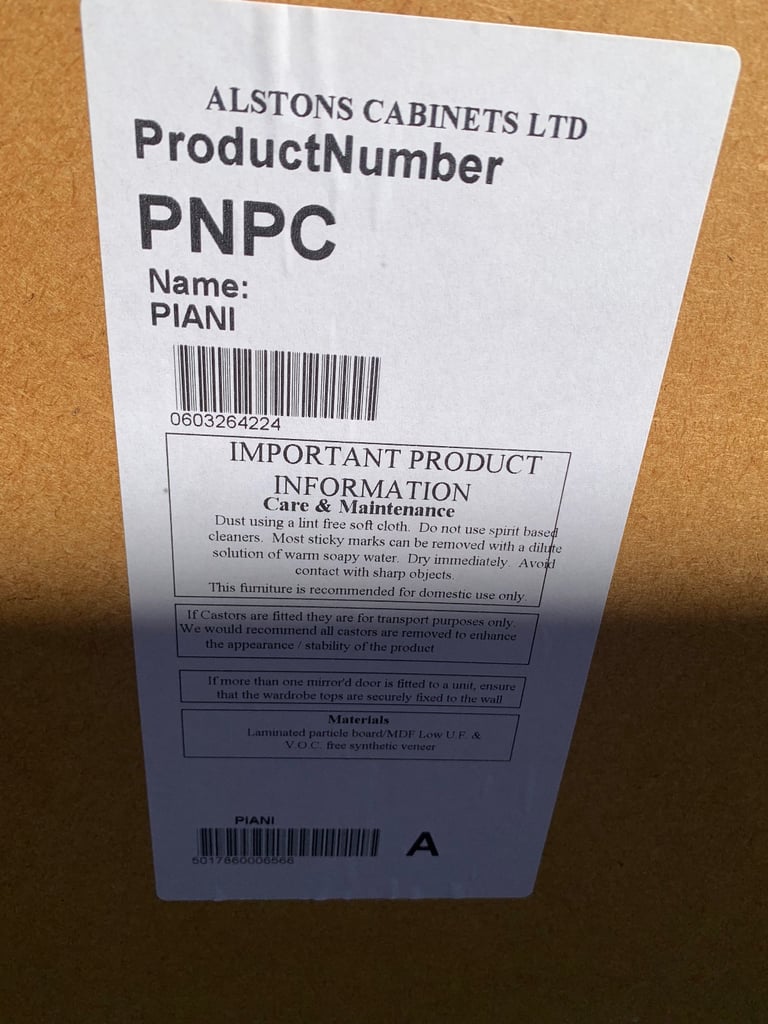 ALSTONS CABINETS LTD
ProductNumber
PNPC
Name:
PIANI
0603264224
IMPORTANT PRODUCT
INFORMATION
Care & Maintenance
Dust using a lint free soft cloth. Do not use spirit based
cleaners. Most sticky marks can be removed with a dilute
solution of warm soapy water. Dry immediately. Avoid
contact with sharp objects.
This furniture is recommended for domestic use only.
If Castors are fitted they are for transport purposes only.
We would recommend all castors are removed to enhance
the appearance / stability of the product
If more than one mirror'd door is fitted to a unit, ensure
that the wardrobe tops are securely fixed to the wall
Materials
Laminated particle board/MDF Low U.F. &
V.O.C. free synthetic veneer
PIANI
A
5017860006566